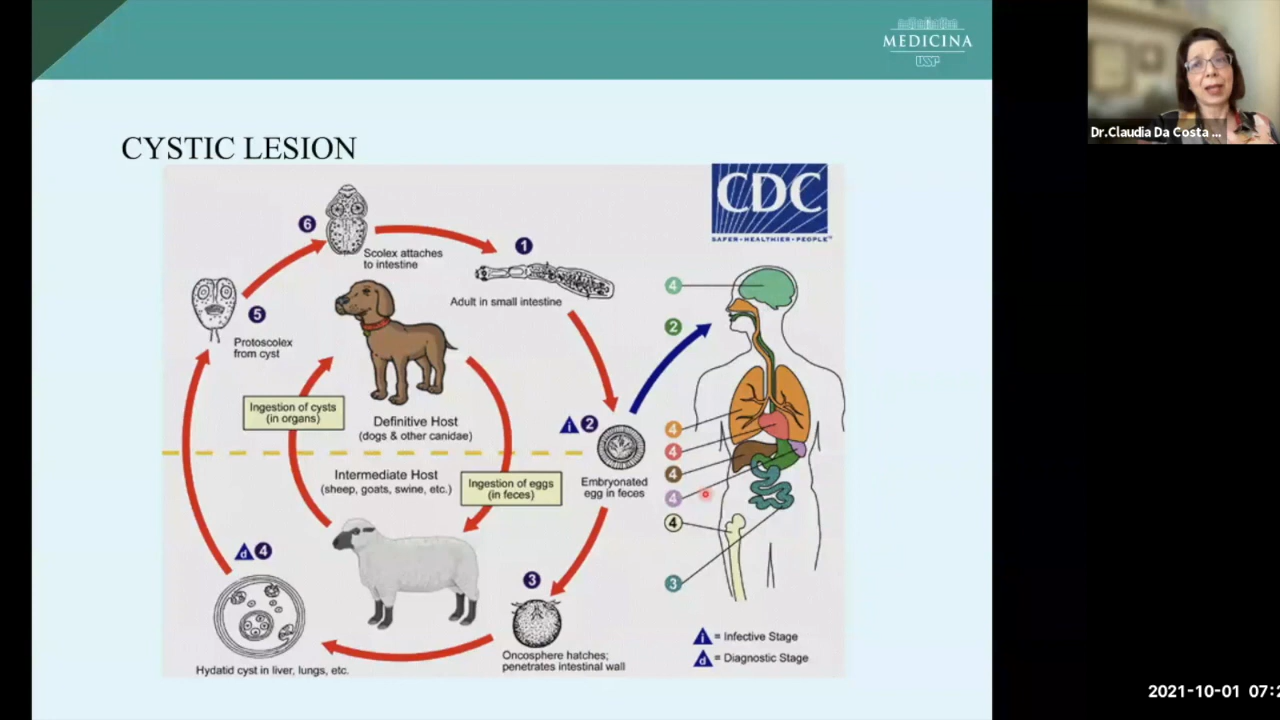 MEDICINA
USP
Dr.Claudia Da Costa ...
CYSTIC LESION
CDC
SAFER•HEALTHIER•PEOPLE™
6
Scolex attaches
to intestine
1
Adult in small intestine
5
Protoscolex
from cyst
Ingestion of cysts
(in organs)
Definitive Host
(dogs & other canidae)
i 2
Embryonated
egg in feces
Intermediate Host
(sheep, goats, swine, etc.)
Ingestion of eggs
(in feces)
d 4
Hydatid cyst in liver, lungs, etc.
3
Oncosphere hatches;
penetrates intestinal wall
4
2
4
4
4
4
4
3
i = Infective Stage
d = Diagnostic Stage
2021-10-01 07:2